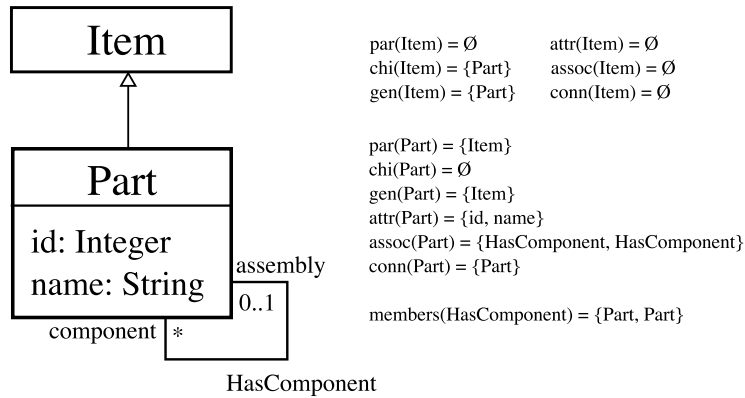 Item
Part
id: Integer
name: String
assembly
0..1
component
*
HasComponent
par(Item) = Ø
attr(Item) = Ø
chi(Item) = {Part}
assoc(Item) = Ø
gen(Item) = {Part}
conn(Item) = Ø
par(Part) = {Item}
chi(Part) = Ø
gen(Part) = {Item}
attr(Part) = {id, name}
assoc(Part) = {HasComponent, HasComponent}
conn(Part) = {Part}
members(HasComponent) = {Part, Part}